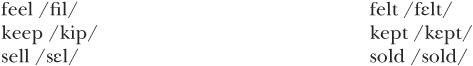 feel /fil/ felt /fɛlt/
keep /kip/ kept /kɛpt/
sell /sɛl/ sold /sold/